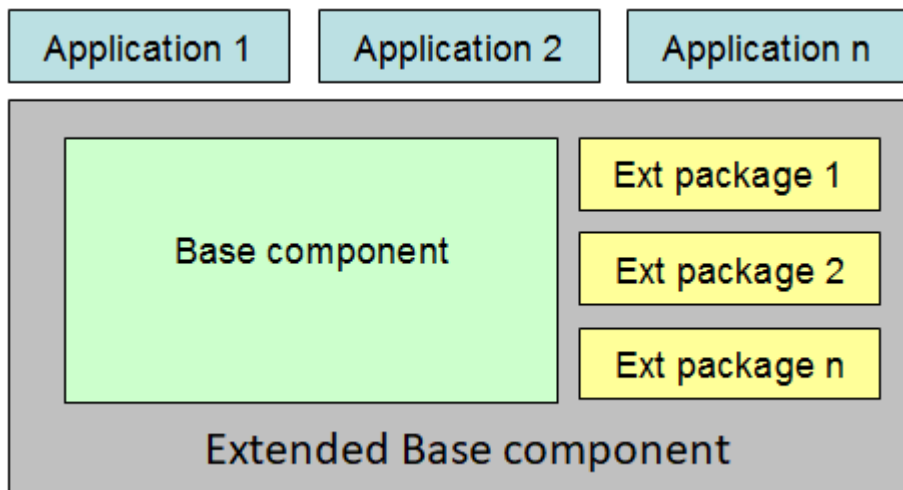 Application 1
Application 2
Application n
Base component
Ext package 1
Ext package 2
Ext package n
Extended Base component